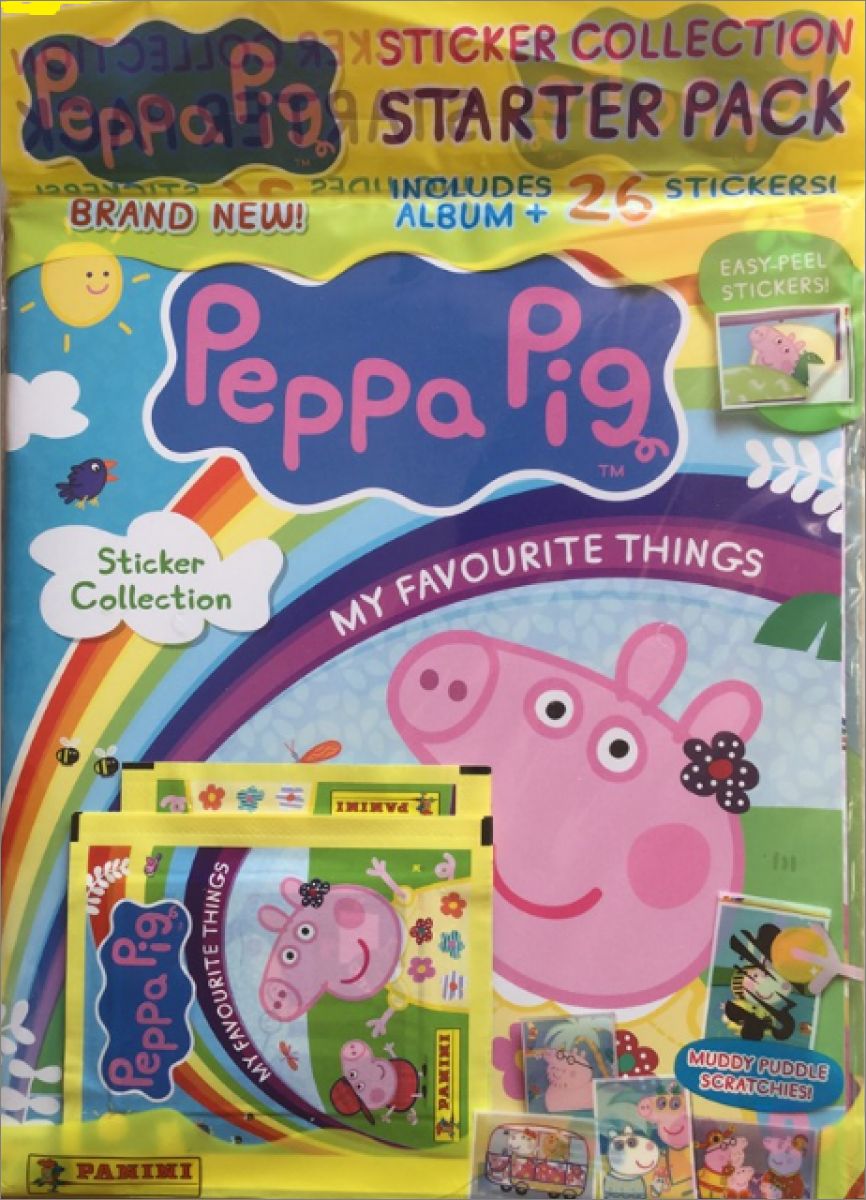 Peppa Pig
STICKER COLLECTION
STARTER PACK
INCLUDES
ALBUM +
26
STICKERS!
BRAND NEW!
EASY-PEEL
STICKERS!
Peppa Pig
TM
Sticker
Collection
MY FAVOURITE THINGS
PANINI
Peppa Pig
MY FAVOURITE THINGS
PANINI
MUDDY PUDDLE
SCRATCHIES!
PANINI